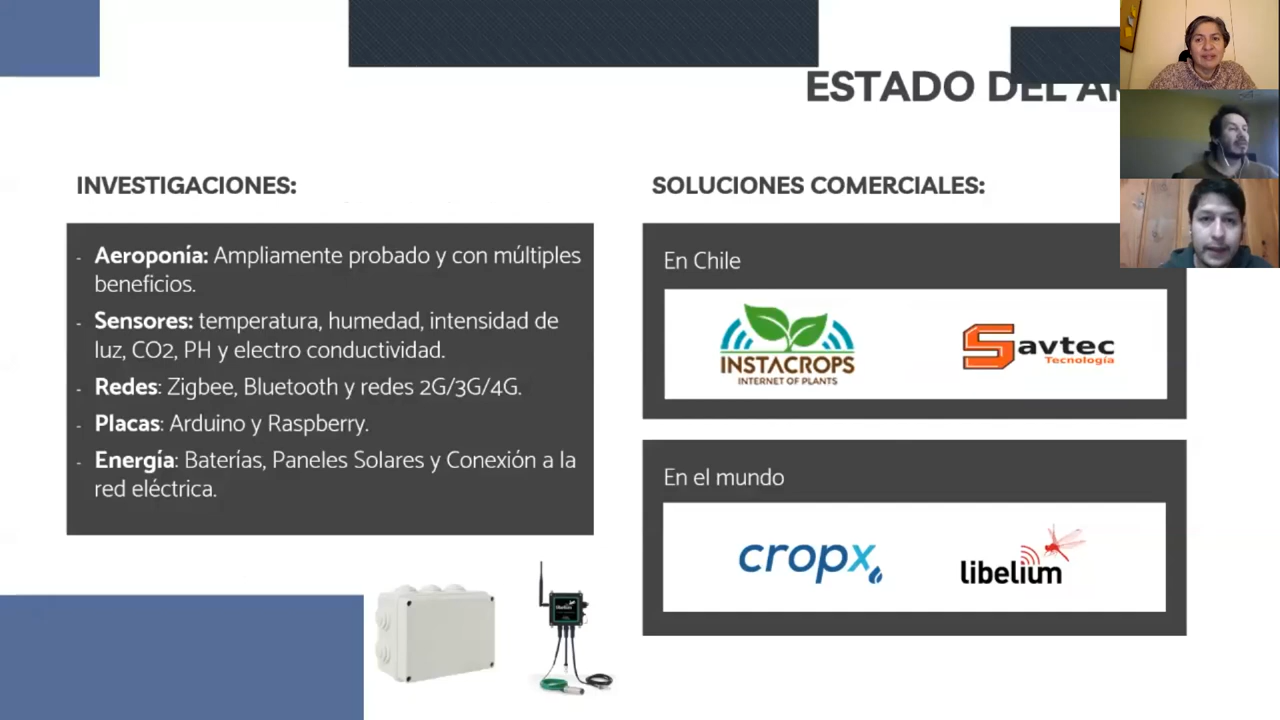 ESTADO DEL
INVESTIGACIONES:
- Aeroponía: Ampliamente probado y con múltiples
beneficios.
- Sensores: temperatura, humedad, intensidad de
luz, CO2, PH y electro conductividad.
- Redes: Zigbee, Bluetooth y redes 2G/3G/4G.
- Placas: Arduino y Raspberry.
- Energía: Baterías, Paneles Solares y Conexión a la
red eléctrica.
SOLUCIONES COMERCIALES:
En Chile
INSTACROPS
INTERNET OF PLANTS
Savtec
Tecnología
En el mundo
cropx
libelium
libelium